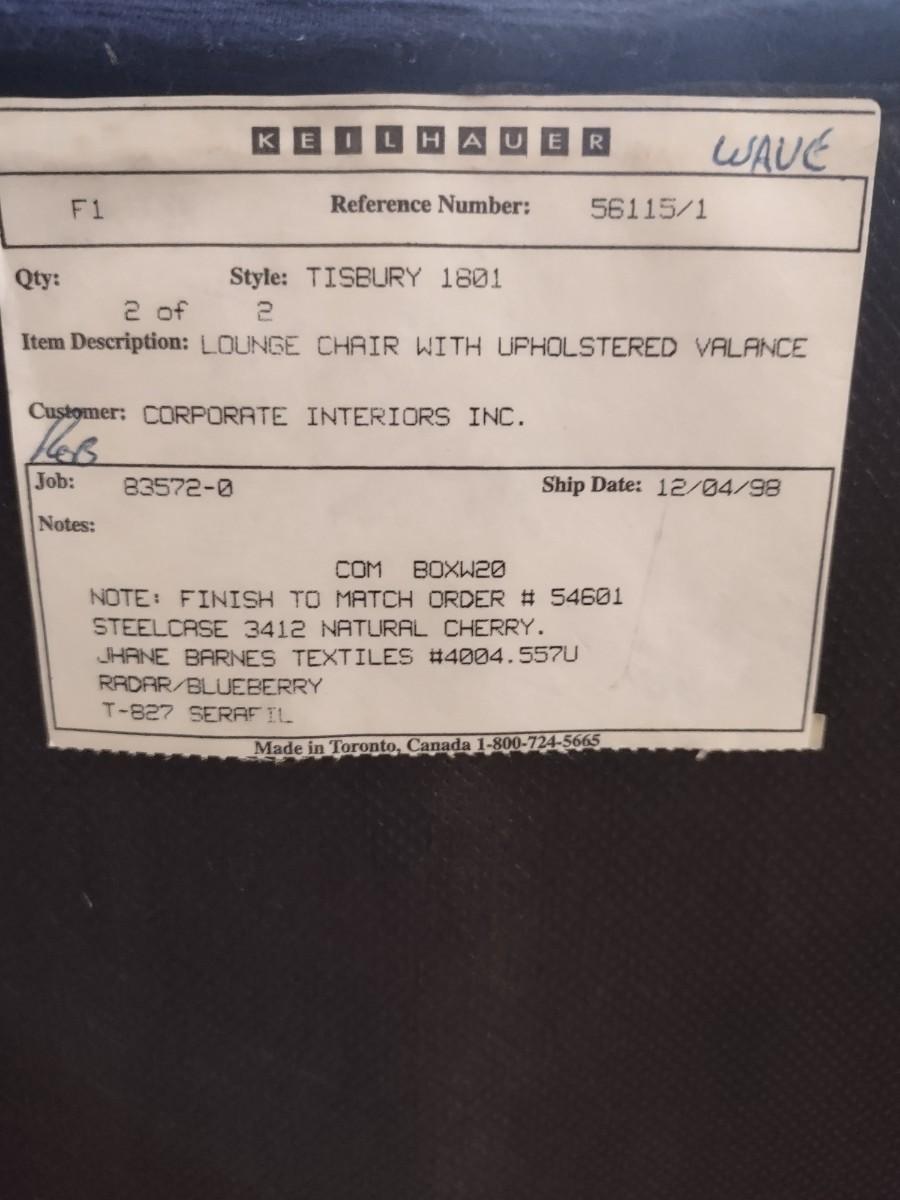 KEILHAUER WAVE
F1 Reference Number: 56115/1
Qty: Style: TISBURY 1801
2 of 2
Item Description: LOUNGE CHAIR WITH UPHOLSTERED VALANCE
Customer: CORPORATE INTERIORS INC.
Job: 83572-0 Ship Date: 12/04/98
Notes:
COM BOXW20
NOTE: FINISH TO MATCH ORDER # 54601
STEELCASE 3412 NATURAL CHERRY.
JHANE BARNES TEXTILES #4004.557U
RADAR/BLUEBERRY
T-827 SERAFIL
Made in Toronto, Canada 1-800-724-5665